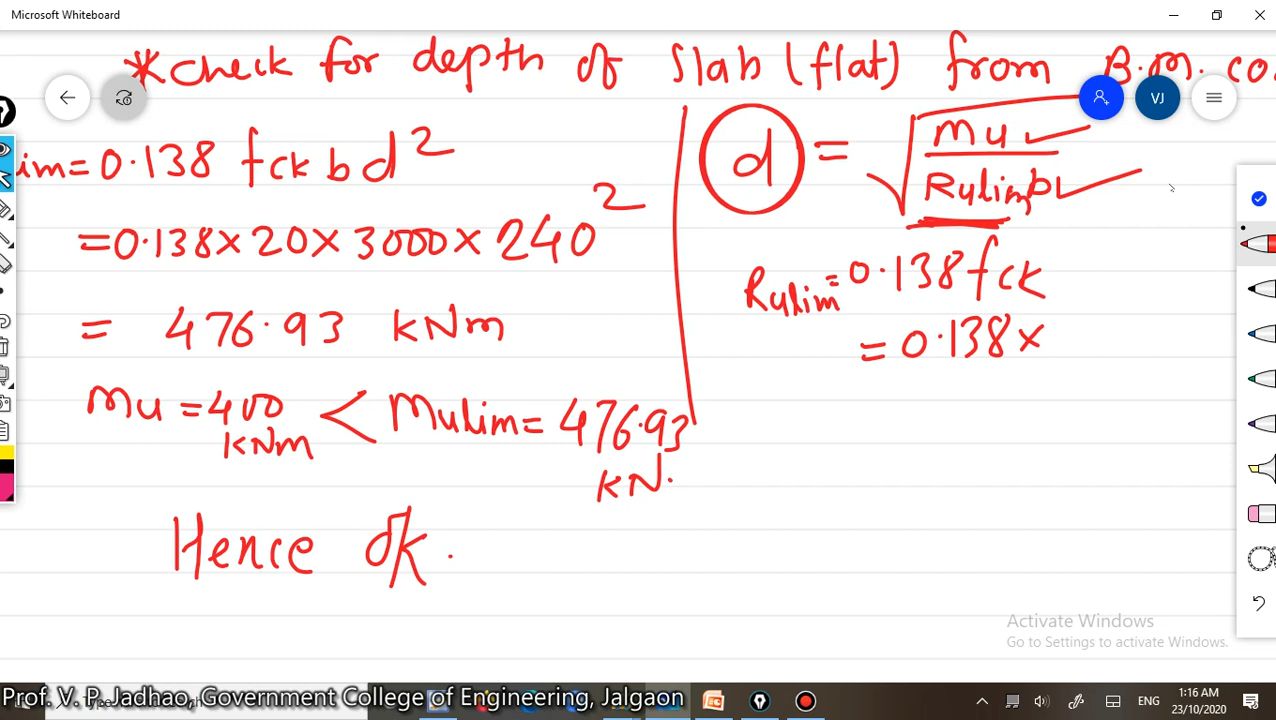 Microsoft Whiteboard
*Check for depth of Slab (flat) from B.M. co
im = 0.138 fck b d²
= 0.138 x 20 x 3000 x 240²
= 476.93 kNm
Mu = 400 kNm < Mulim = 476.93 kN.
Hence ok.
d = √(Mu / Rulim b)
VJ
Rulim = 0.138 fck
= 0.138 x
Activate Windows
Go to Settings to activate Windows.
Prof. V. P. Jadhao, Government College of Engineering, Jalgaon
ENG
1:16 AM
23/10/2020